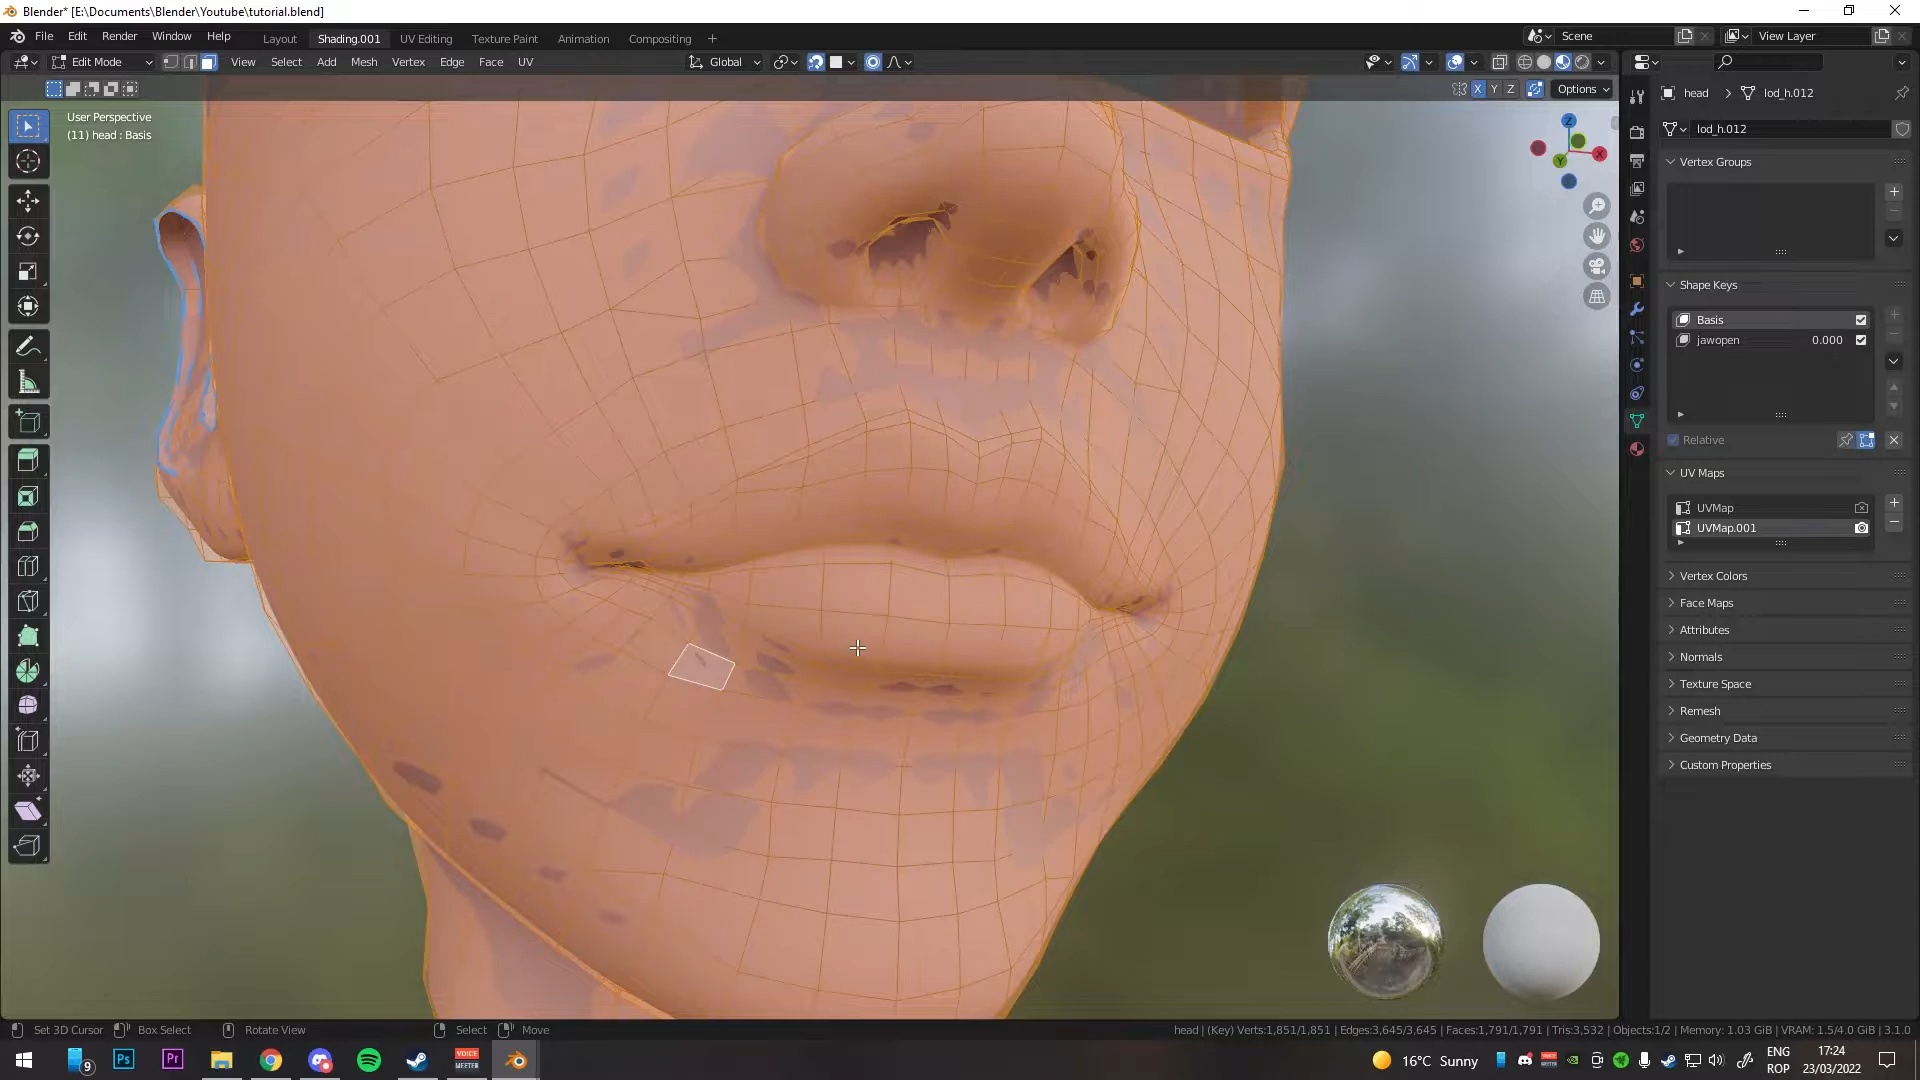 Blender* [E:\Documents\Blender\Youtube\tutorial.blend]
File Edit Render Window Help Layout Shading.001 UV Editing Texture Paint Animation Compositing + Scene View Layer
Edit Mode View Select Add Mesh Vertex Edge Face UV Global
X Y Z Options
User Perspective
(11) head : Basis
Z
X
Y
head > lod_h.012
lod_h.012
Vertex Groups
Shape Keys
Basis
jawopen 0.000
Relative
UV Maps
UVMap
UVMap.001
Vertex Colors
Face Maps
Attributes
Normals
Texture Space
Remesh
Geometry Data
Custom Properties
Set 3D Cursor Box Select Rotate View Select Move head | (Key) Verts:1,851/1,851 | Edges:3,645/3,645 | Faces:1,791/1,791 | Tris:3,532 | Objects:1/2 | Memory: 1.03 GiB | VRAM: 1.5/4.0 GiB | 3.1.0
9 Ps Pr VOICE MEETER 16°C Sunny ENG 17:24
ROP 23/03/2022